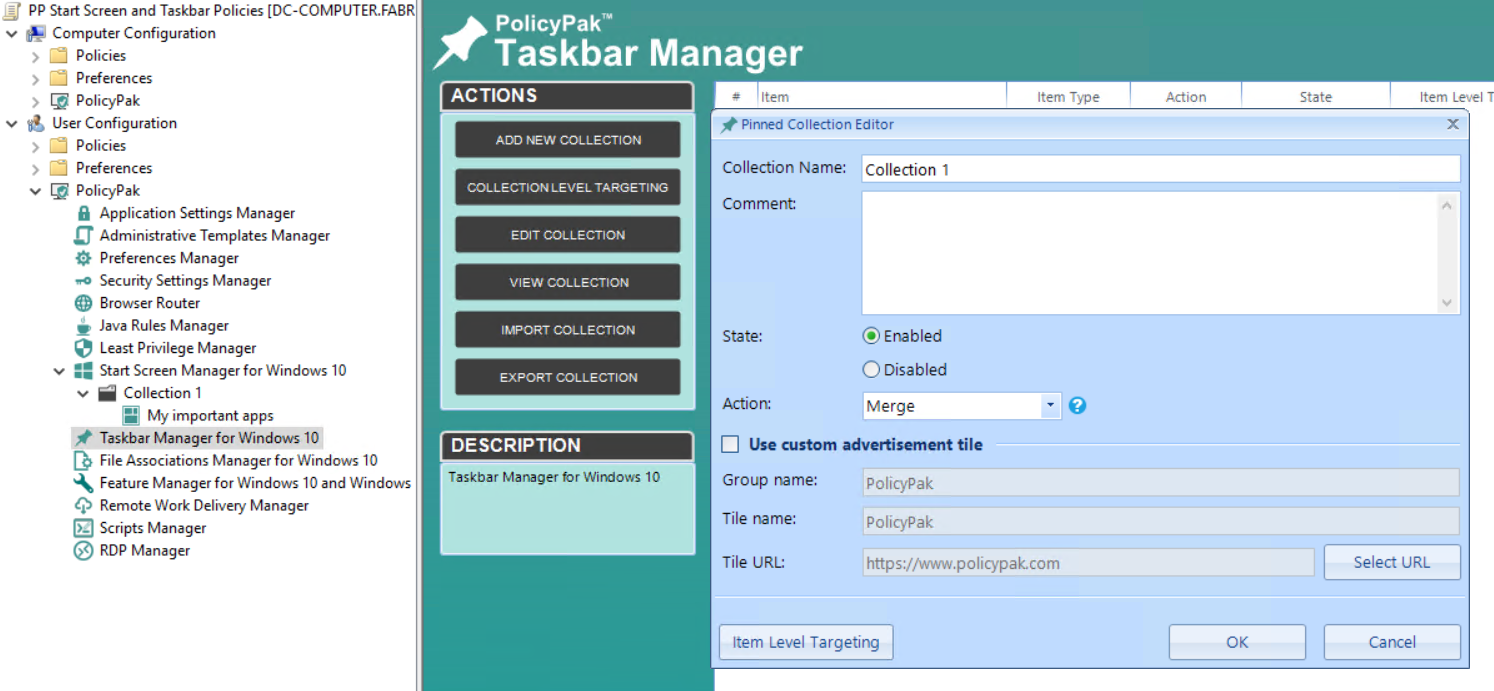 PP Start Screen and Taskbar Policies [DC-COMPUTER.FABR
Computer Configuration
Policies
Preferences
PolicyPak
User Configuration
Policies
Preferences
PolicyPak
Application Settings Manager
Administrative Templates Manager
Preferences Manager
Security Settings Manager
Browser Router
Java Rules Manager
Least Privilege Manager
Start Screen Manager for Windows 10
Collection 1
My important apps
Taskbar Manager for Windows 10
File Associations Manager for Windows 10
Feature Manager for Windows 10 and Windows
Remote Work Delivery Manager
Scripts Manager
RDP Manager
PolicyPak™
Taskbar Manager
ACTIONS
ADD NEW COLLECTION
COLLECTION LEVEL TARGETING
EDIT COLLECTION
VIEW COLLECTION
IMPORT COLLECTION
EXPORT COLLECTION
DESCRIPTION
Taskbar Manager for Windows 10
# Item Item Type Action State Item Level T
Pinned Collection Editor X
Collection Name: Collection 1
Comment:
State: Enabled
Disabled
Action: Merge ?
Use custom advertisement tile
Group name: PolicyPak
Tile name: PolicyPak
Tile URL: https://www.policypak.com Select URL
Item Level Targeting OK Cancel